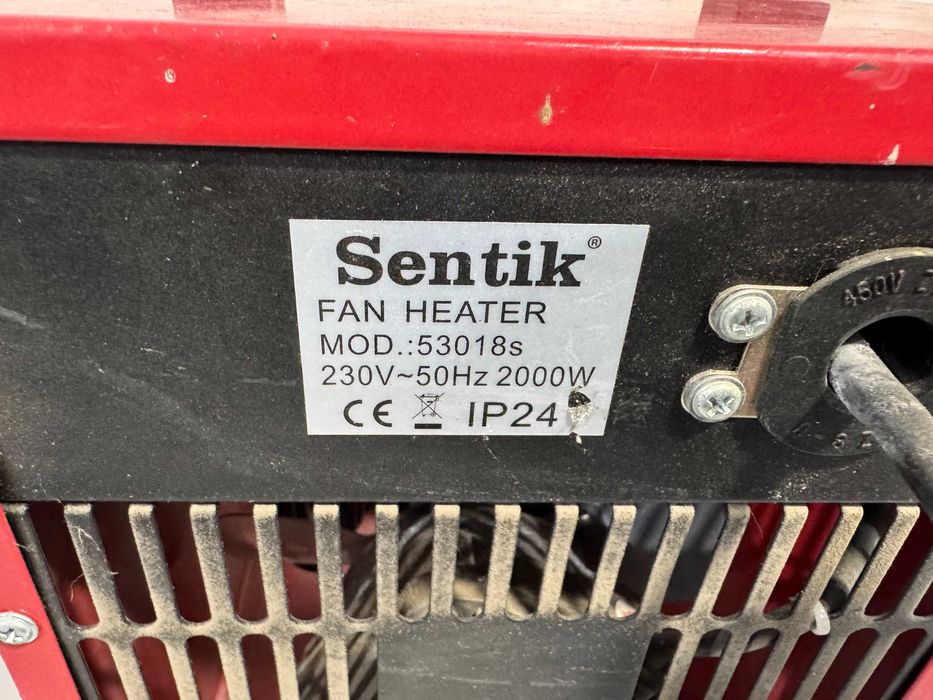 Sentik®
FAN HEATER
MOD.:53018s
230V~50Hz 2000W
CE IP24
450V